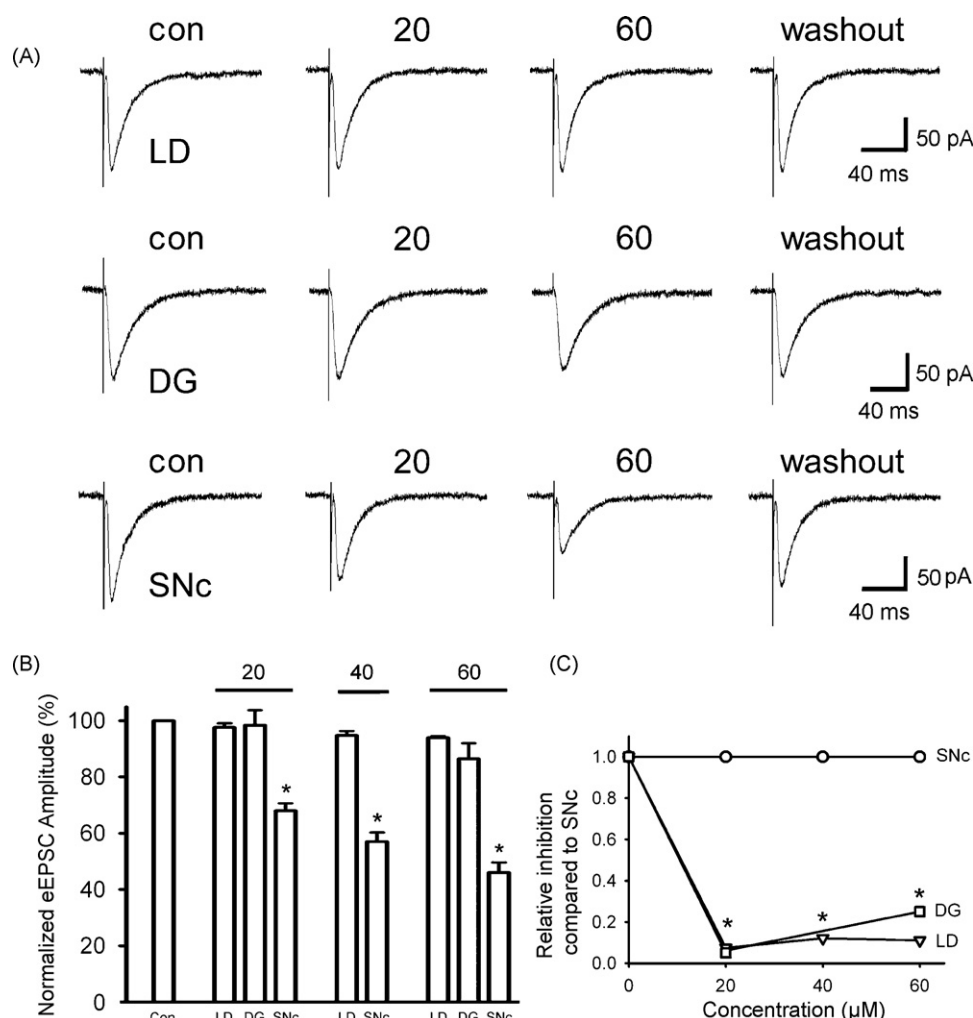 (A)
con 20 60 washout
LD
50 pA
40 ms
con 20 60 washout
DG
50 pA
40 ms
con 20 60 washout
SNc
50 pA
40 ms
(B)
20 40 60
Normalized eEPSC Amplitude (%)
100
80
60
40
20
0
* * *
Con LD DG SNc LD SNc LD DG SNc
(C)
Relative inhibition
compared to SNc
1.0
0.8
0.6
0.4
0.2
0.0
SNc
* * *
DG
LD
0 20 40 60
Concentration (µM)